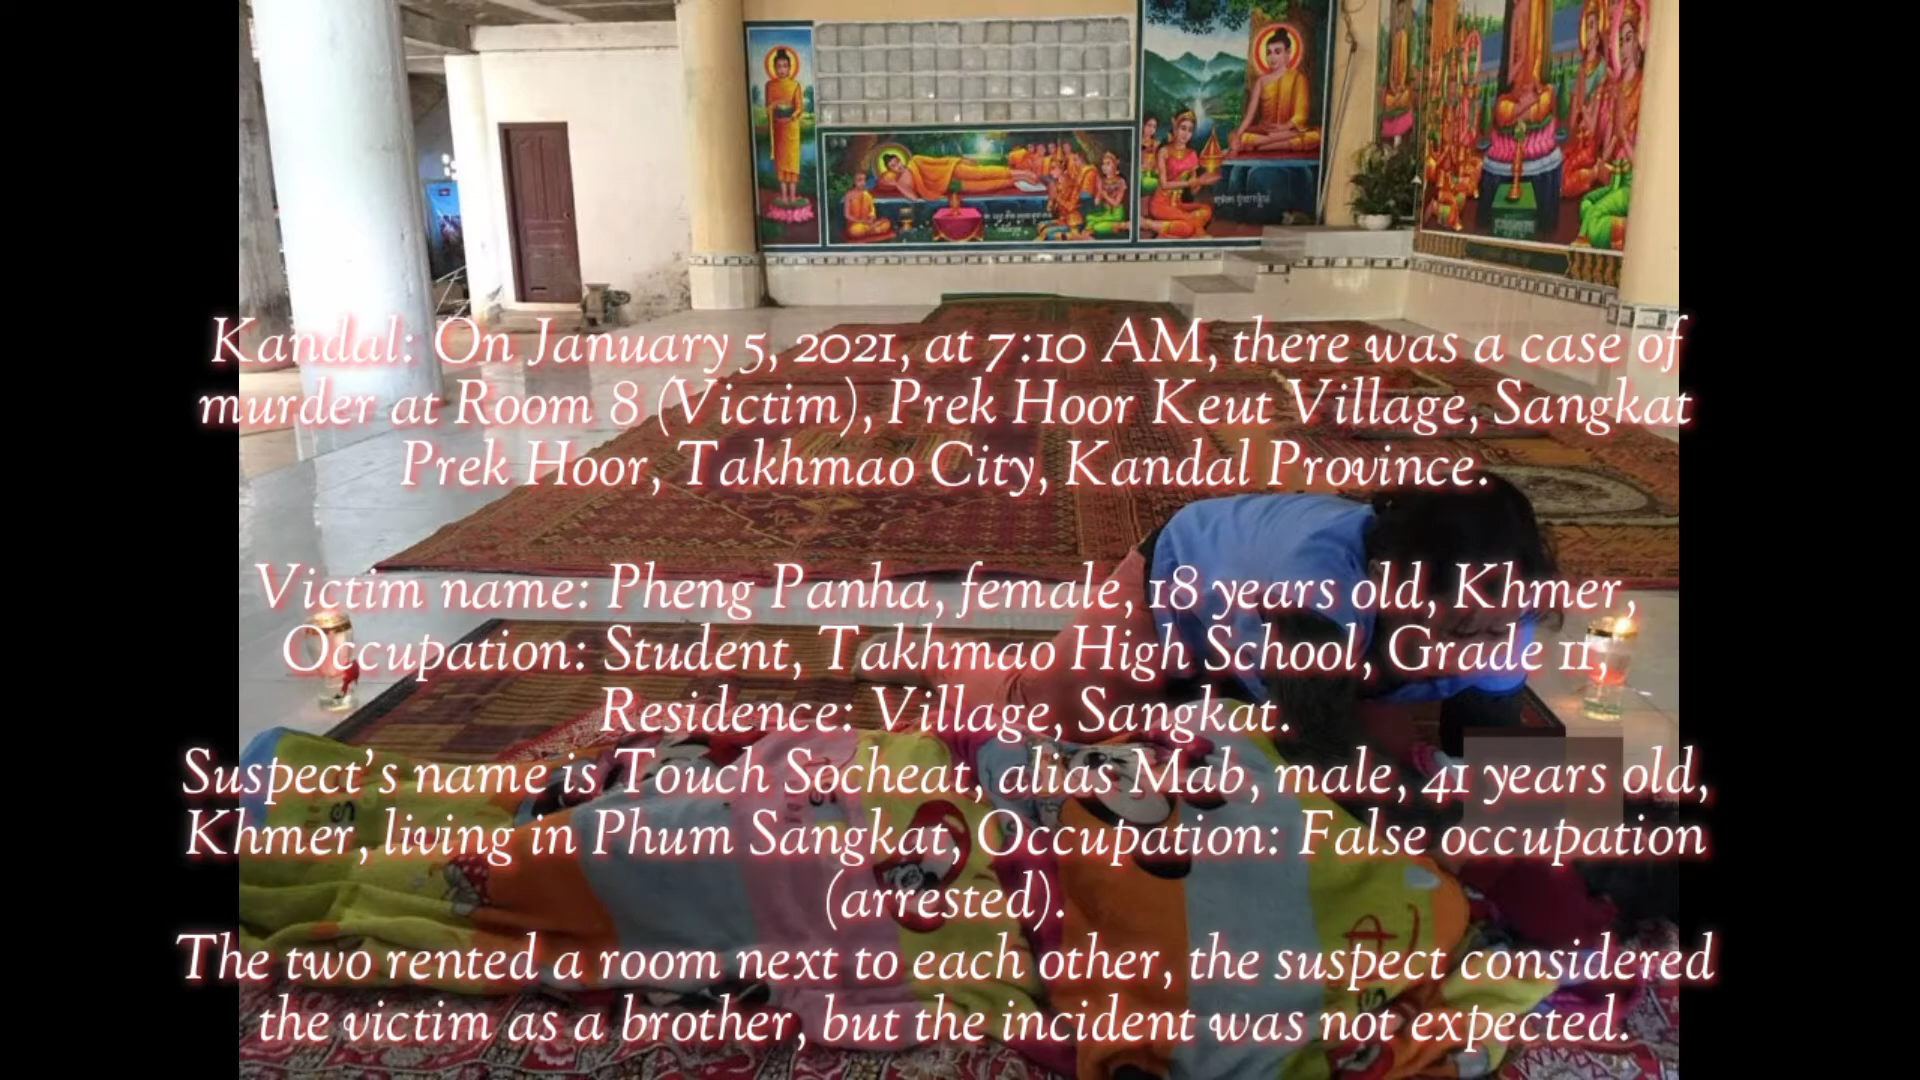 Kandal: On January 5, 2021, at 7:10 AM, there was a case of
murder at Room 8 (Victim), Prek Hoor Keut Village, Sangkat
Prek Hoor, Takhmao City, Kandal Province.
Victim name: Pheng Panha, female, 18 years old, Khmer,
Occupation: Student, Takhmao High School, Grade 11,
Residence: Village, Sangkat.
Suspect's name is Touch Socheat, alias Mab, male, 41 years old,
Khmer, living in Phum Sangkat, Occupation: False occupation
(arrested).
The two rented a room next to each other, the suspect considered
the victim as a brother, but the incident was not expected.